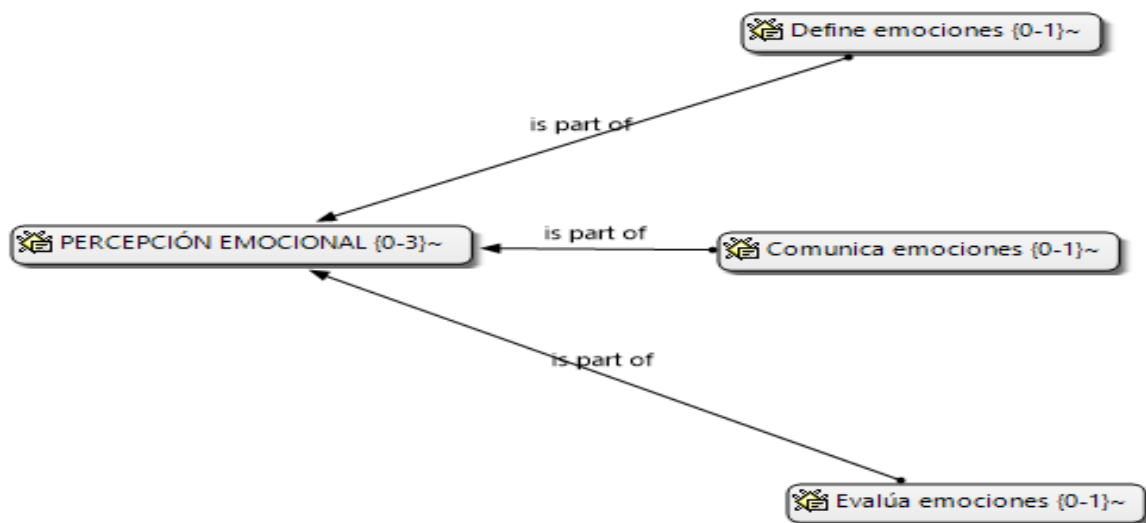 Define emociones {0-1}~
is part of
is part of
PERCEPCIÓN EMOCIONAL {0-3}~
Comunica emociones {0-1}~
is part of
Evalúa emociones {0-1}~